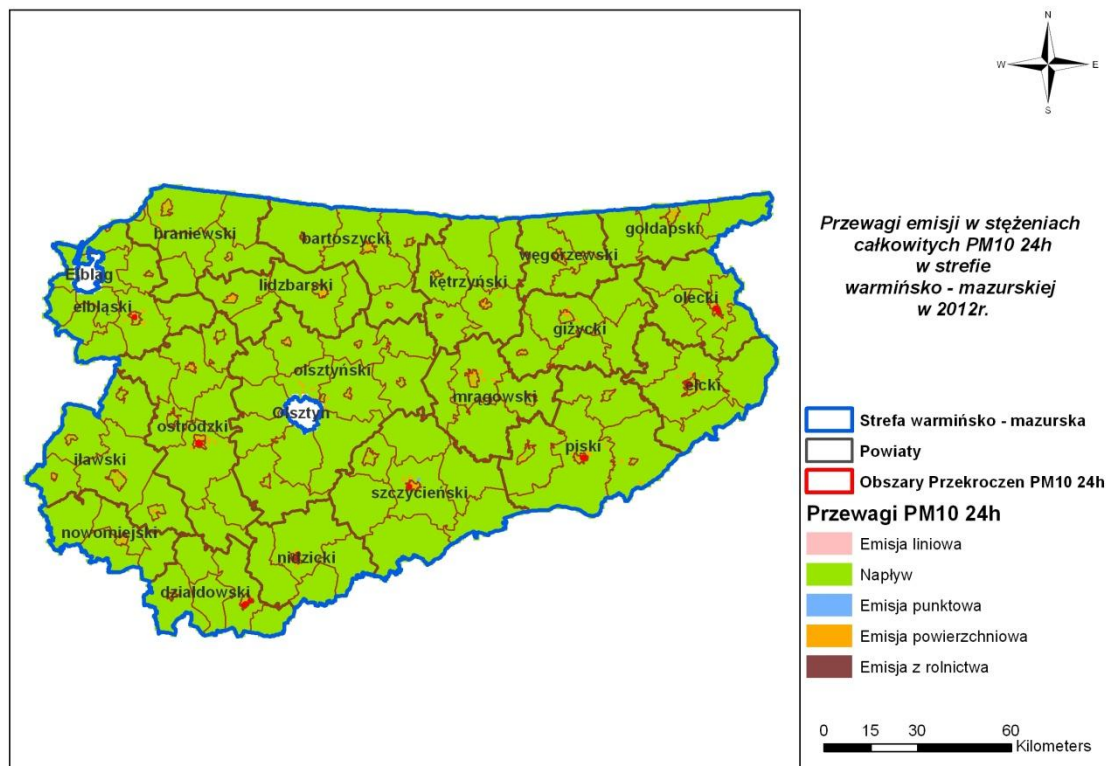 N
W E
S
Przewagi emisji w stężeniach
całkowitych PM10 24h
w strefie
warmińsko - mazurskiej
w 2012r.
braniewski
bartoszycki
gołdapski
węgorzewski
Elbląg
lidzbarski
kętrzyński
olecki
elbląski
giżycki
olsztyński
ełcki
mrągowski
Olsztyn
ostródzki
piski
iławski
szczycieński
nowomiejski
nidzicki
działdowski
Strefa warmińsko - mazurska
Powiaty
Obszary Przekroczen PM10 24h
Przewagi PM10 24h
Emisja liniowa
Napływ
Emisja punktowa
Emisja powierzchniowa
Emisja z rolnictwa
0 15 30 60
Kilometers